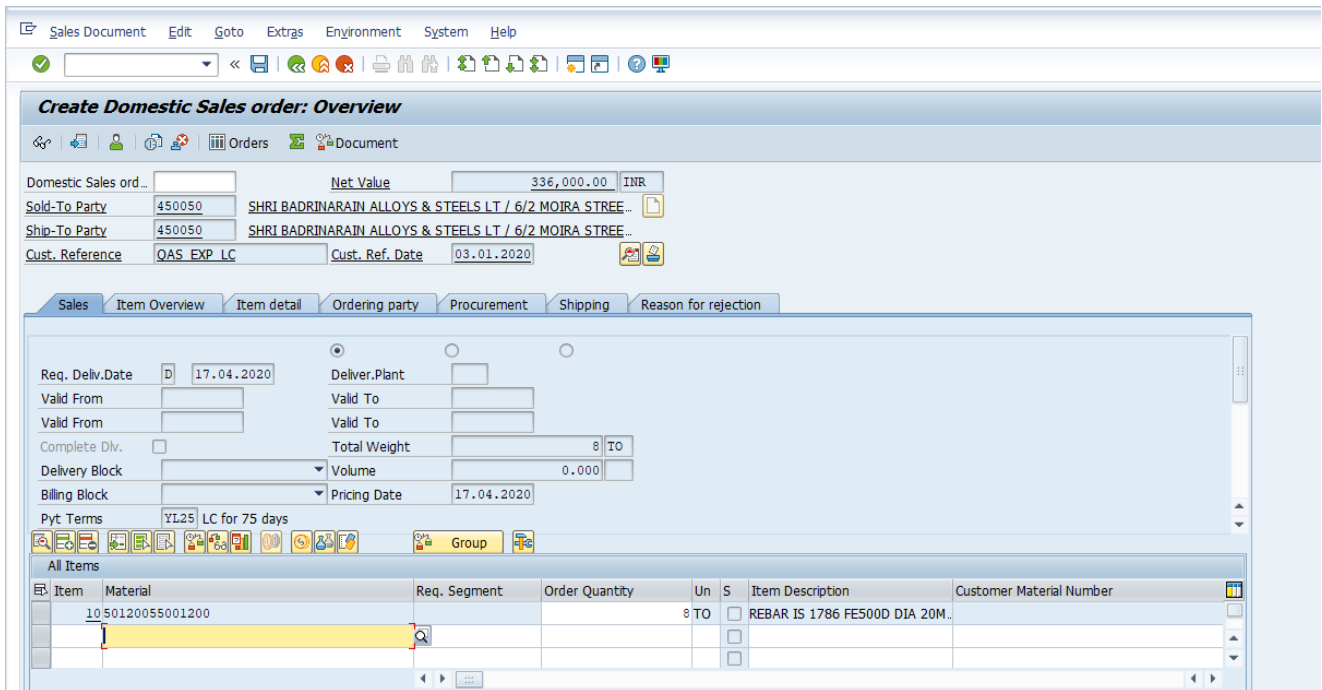 Sales Document Edit Goto Extras Environment System Help
Create Domestic Sales order: Overview
Orders Document
Domestic Sales ord... Net Value 336,000.00 INR
Sold-To Party 450050 SHRI BADRINARAIN ALLOYS & STEELS LT / 6/2 MOIRA STREE...
Ship-To Party 450050 SHRI BADRINARAIN ALLOYS & STEELS LT / 6/2 MOIRA STREE...
Cust. Reference QAS EXP LC Cust. Ref. Date 03.01.2020
Sales Item Overview Item detail Ordering party Procurement Shipping Reason for rejection
Req. Deliv.Date D 17.04.2020 Deliver.Plant
Valid From Valid To
Valid From Valid To
Complete Dlv. Total Weight 8 TO
Delivery Block Volume 0.000
Billing Block Pricing Date 17.04.2020
Pyt Terms YL25 LC for 75 days
Group
All Items
Item Material Req. Segment Order Quantity Un S Item Description Customer Material Number
10 50120055001200 8 TO REBAR IS 1786 FE500D DIA 20M...